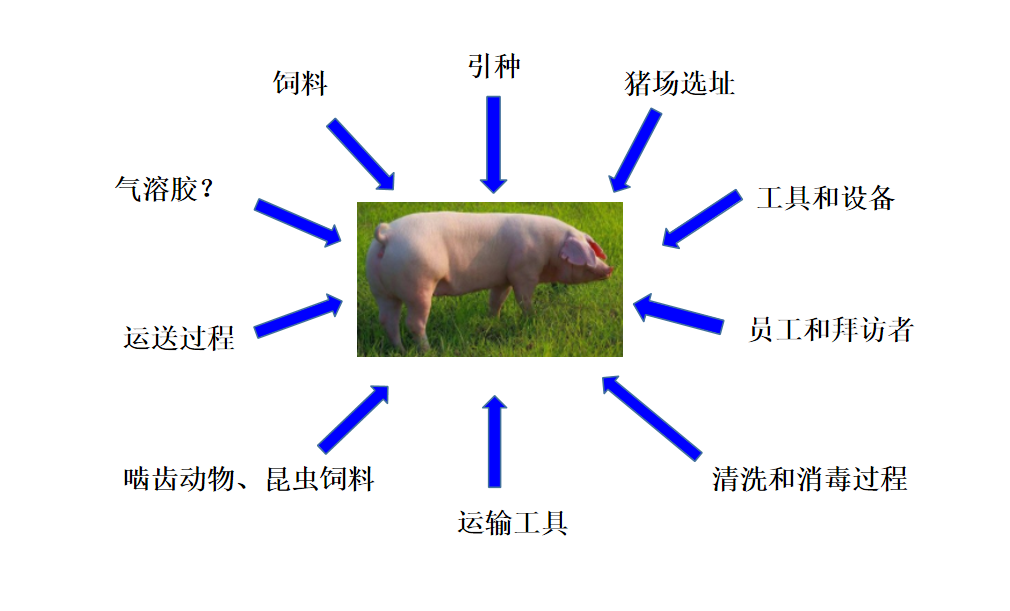 引种
饲料
猪场选址
气溶胶？
工具和设备
运送过程
员工和拜访者
啮齿动物、昆虫饲料
清洗和消毒过程
运输工具